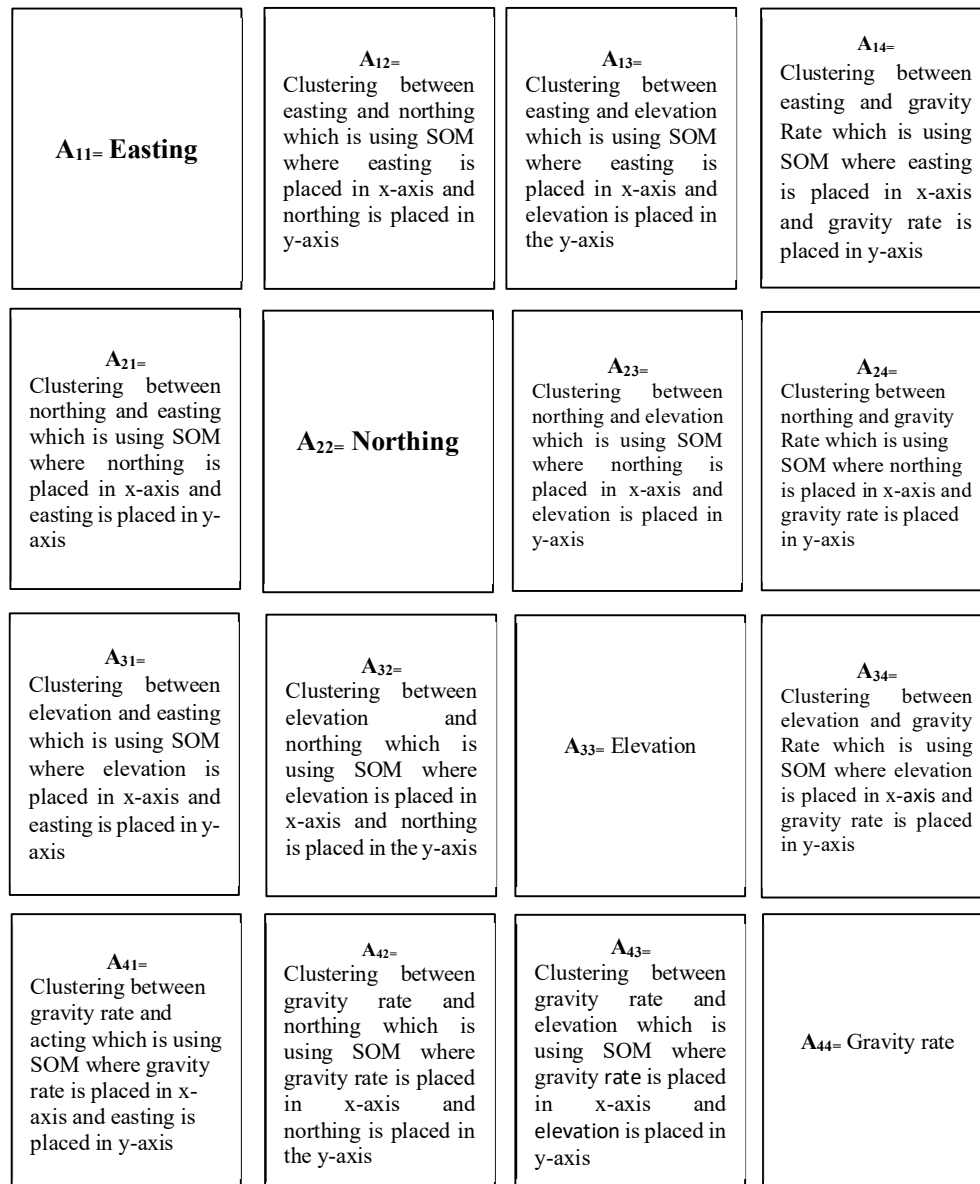 A11= Easting
A12=
Clustering between
easting and northing
which is using SOM
where easting is
placed in x-axis and
northing is placed in
y-axis
A13=
Clustering between
easting and elevation
which is using SOM
where easting is
placed in x-axis and
elevation is placed in
the y-axis
A14=
Clustering between
easting and gravity
Rate which is using
SOM where easting
is placed in x-axis
and gravity rate is
placed in y-axis
A21=
Clustering between
northing and easting
which is using SOM
where northing is
placed in x-axis and
easting is placed in y-
axis
A22= Northing
A23=
Clustering between
northing and elevation
which is using SOM
where northing is
placed in x-axis and
elevation is placed in
y-axis
A24=
Clustering between
northing and gravity
Rate which is using
SOM where northing
is placed in x-axis and
gravity rate is placed
in y-axis
A31=
Clustering between
elevation and easting
which is using SOM
where elevation is
placed in x-axis and
easting is placed in y-
axis
A32=
Clustering between
elevation and
northing which is
using SOM where
elevation is placed in
x-axis and northing
is placed in the y-axis
A33= Elevation
A34=
Clustering between
elevation and gravity
Rate which is using
SOM where elevation
is placed in x-axis and
gravity rate is placed
in y-axis
A41=
Clustering between
gravity rate and
acting which is using
SOM where gravity
rate is placed in x-
axis and easting is
placed in y-axis
A42=
Clustering between
gravity rate and
northing which is
using SOM where
gravity rate is placed
in x-axis and
northing is placed in
the y-axis
A43=
Clustering between
gravity rate and
elevation which is
using SOM where
gravity rate is placed
in x-axis and
elevation is placed in
y-axis
A44= Gravity rate